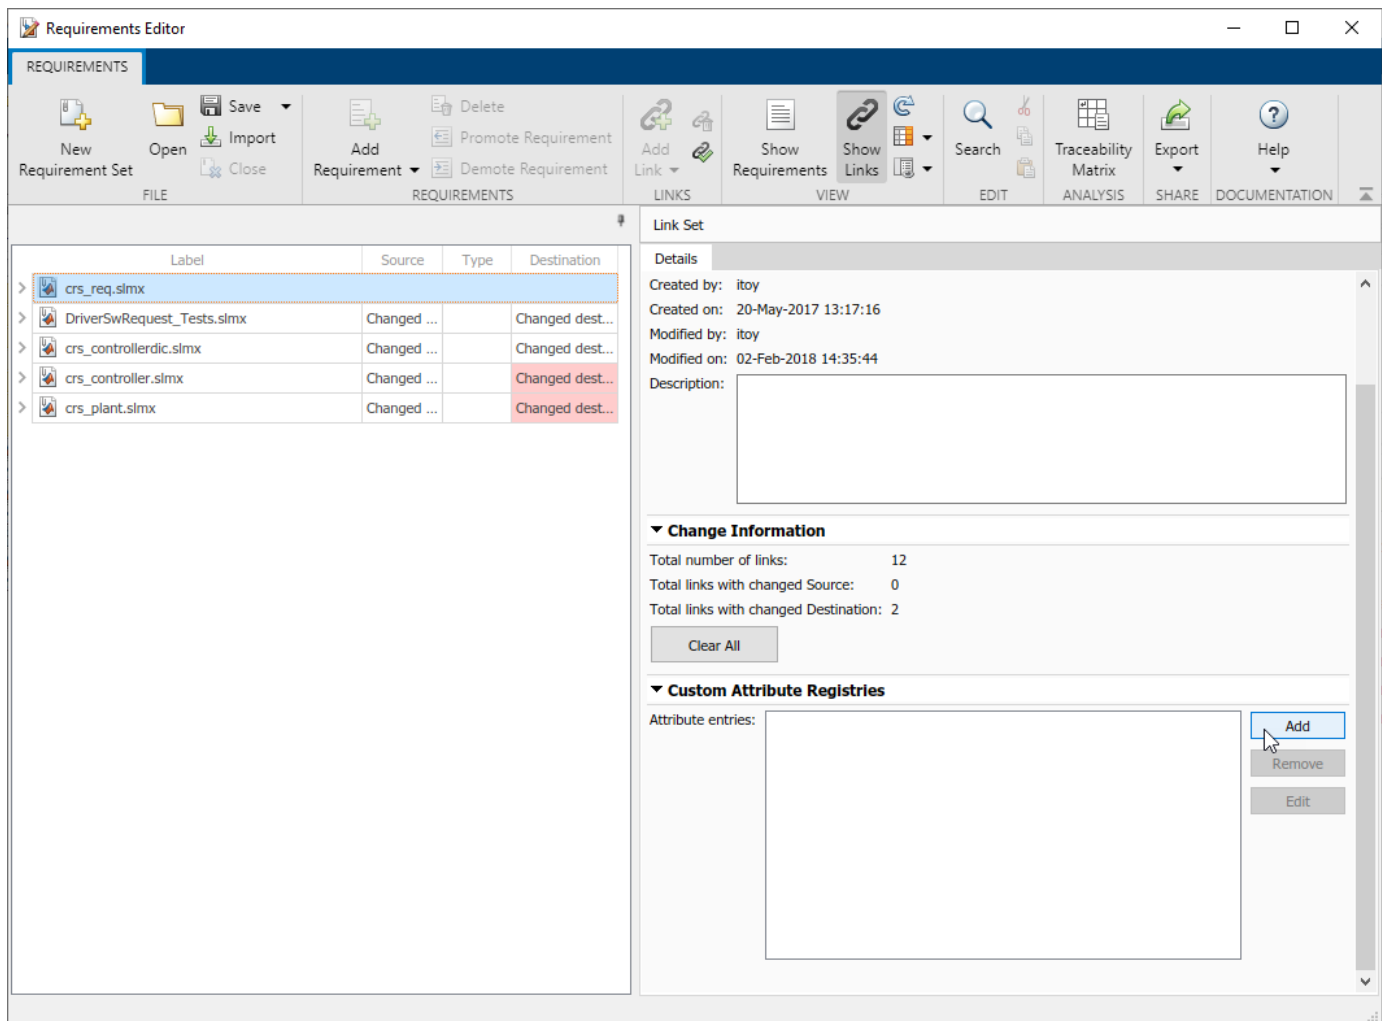 Requirements Editor
REQUIREMENTS
New
Requirement Set
Open
Save
Import
Close
FILE
Add
Requirement
Delete
Promote Requirement
Demote Requirement
REQUIREMENTS
Add
Link
LINKS
Show
Requirements
Show
Links
VIEW
Search
EDIT
Traceability
Matrix
ANALYSIS
Export
SHARE
Help
DOCUMENTATION
Label Source Type Destination
crs_req.slmx
DriverSwRequest_Tests.slmx Changed ... Changed dest...
crs_controllerdic.slmx Changed ... Changed dest...
crs_controller.slmx Changed ... Changed dest...
crs_plant.slmx Changed ... Changed dest...
Link Set
Details
Created by: itoy
Created on: 20-May-2017 13:17:16
Modified by: itoy
Modified on: 02-Feb-2018 14:35:44
Description:
Change Information
Total number of links: 12
Total links with changed Source: 0
Total links with changed Destination: 2
Clear All
Custom Attribute Registries
Attribute entries:
Add
Remove
Edit